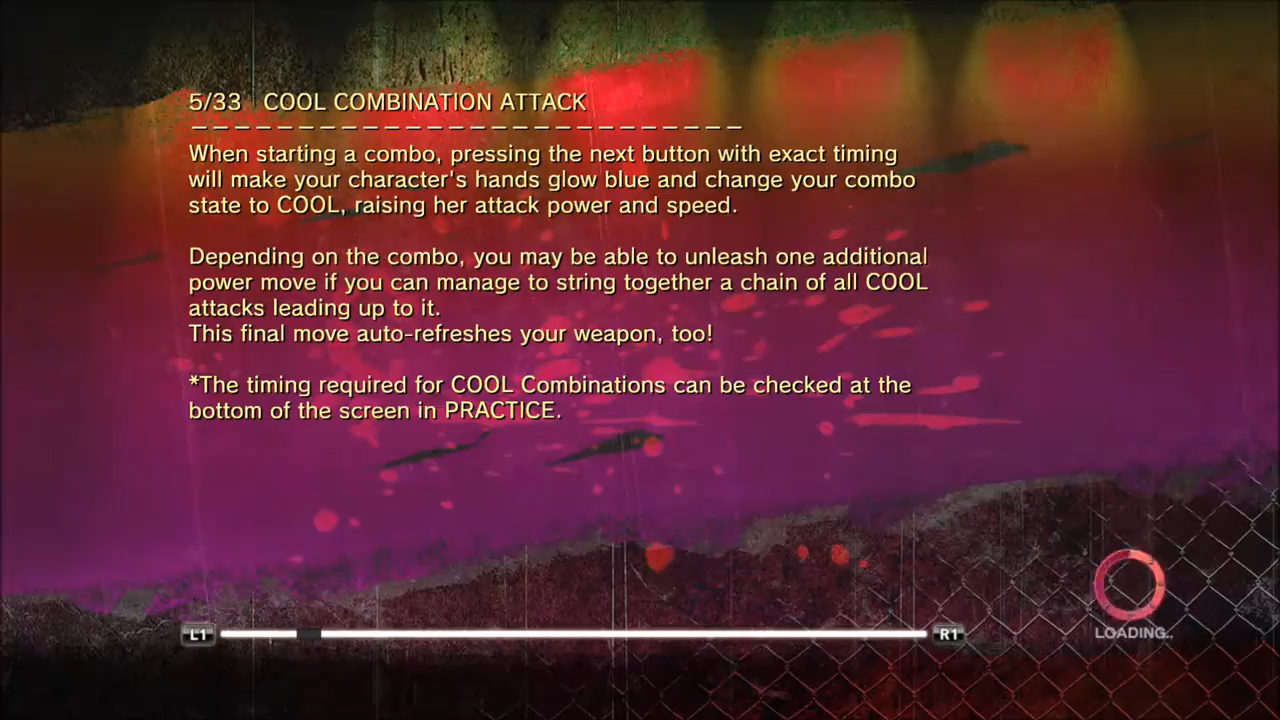 5/33 COOL COMBINATION ATTACK
When starting a combo, pressing the next button with exact timing
will make your character's hands glow blue and change your combo
state to COOL, raising her attack power and speed.
Depending on the combo, you may be able to unleash one additional
power move if you can manage to string together a chain of all COOL
attacks leading up to it.
This final move auto-refreshes your weapon, too!
*The timing required for COOL Combinations can be checked at the
bottom of the screen in PRACTICE.
L1
R1
LOADING..